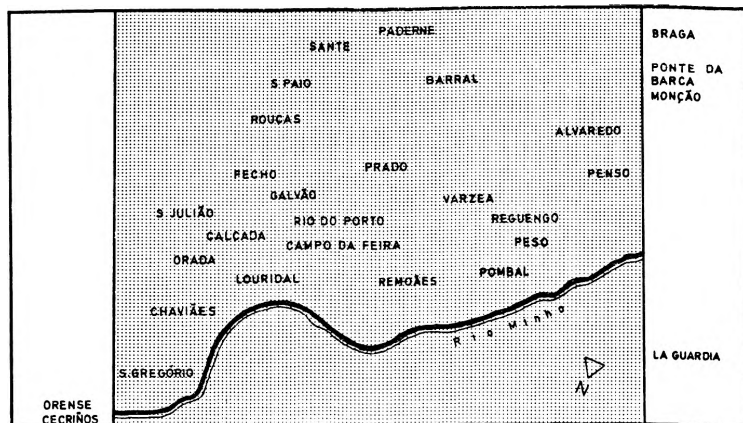 PADERNE
SANTE
BRAGA
PONTE DA
BARCA
MONÇÃO
S. PAIO
BARRAL
ROUÇAS
ALVAREDO
FECHO
PRADO
PENSO
GALVÃO
VARZEA
S. JULIÃO
RIO DO PORTO
REGUENGO
CALÇADA
CAMPO DA FEIRA
PESO
ORADA
LOURIDAL
REMOÃES
POMBAL
CHAVIÃES
Rio Minho
LA GUARDIA
S. GREGÓRIO
N
ORENSE
CECRIÑOS